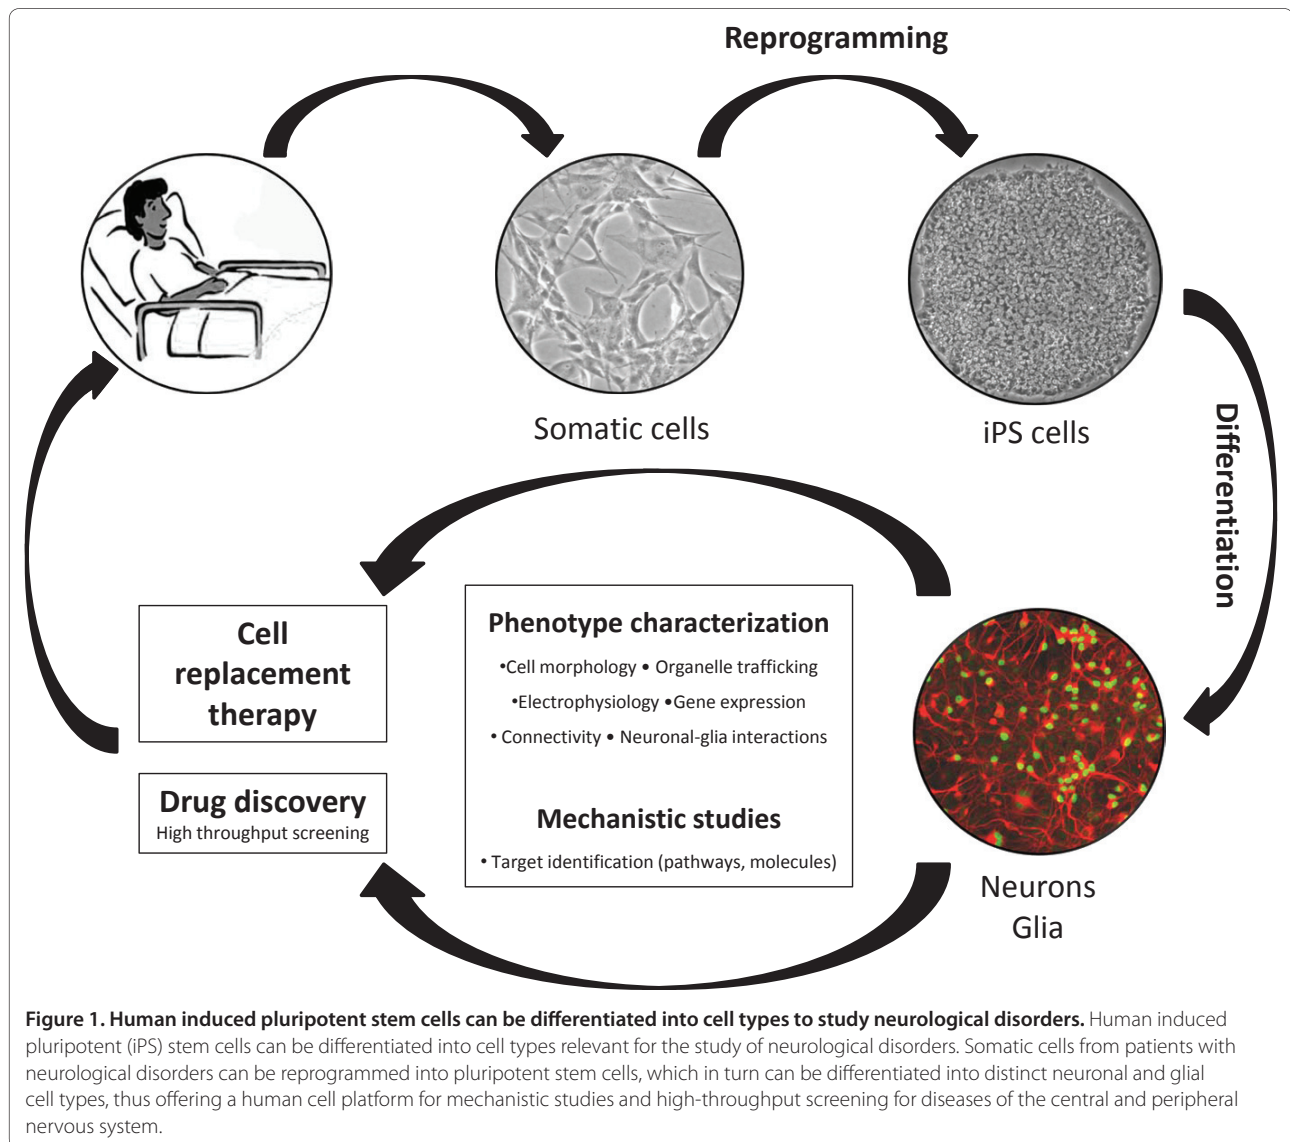 Reprogramming
Somatic cells
iPS cells
Differentiation
Cell
replacement
therapy
Drug discovery
High throughput screening
Phenotype characterization
•Cell morphology • Organelle trafficking
•Electrophysiology •Gene expression
• Connectivity • Neuronal-glia interactions
Mechanistic studies
• Target identification (pathways, molecules)
Neurons
Glia
Figure 1. Human induced pluripotent stem cells can be differentiated into cell types to study neurological disorders. Human induced
pluripotent (iPS) stem cells can be differentiated into cell types relevant for the study of neurological disorders. Somatic cells from patients with
neurological disorders can be reprogrammed into pluripotent stem cells, which in turn can be differentiated into distinct neuronal and glial
cell types, thus offering a human cell platform for mechanistic studies and high-throughput screening for diseases of the central and peripheral
nervous system.